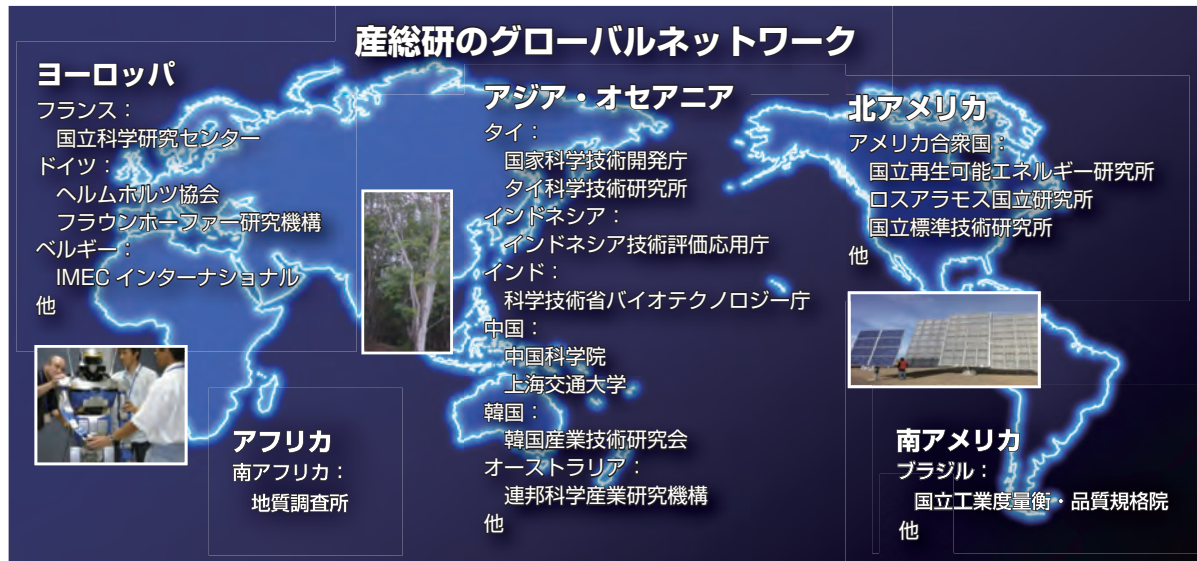 産総研のグローバルネットワーク
ヨーロッパ
フランス：
国立科学研究センター
ドイツ：
ヘルムホルツ協会
フラウンホーファー研究機構
ベルギー：
IMEC インターナショナル
他
アフリカ
南アフリカ：
地質調査所
アジア・オセアニア
タイ：
国家科学技術開発庁
タイ科学技術研究所
インドネシア：
インドネシア技術評価応用庁
インド：
科学技術省バイオテクノロジー庁
中国：
中国科学院
上海交通大学
韓国：
韓国産業技術研究会
オーストラリア：
連邦科学産業研究機構
他
北アメリカ
アメリカ合衆国：
国立再生可能エネルギー研究所
ロスアラモス国立研究所
国立標準技術研究所
他
南アメリカ
ブラジル：
国立工業度量衡・品質規格院
他